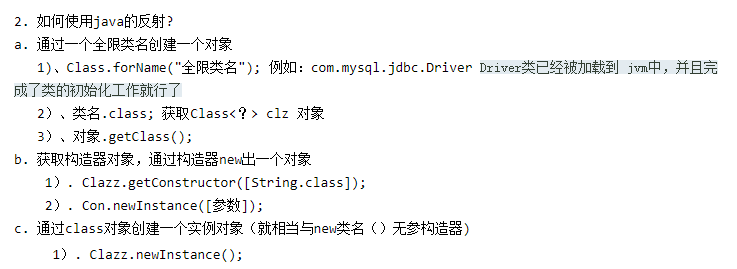 2. 如何使用java的反射?
a. 通过一个全限类名创建一个对象
1)、Class.forName("全限类名"); 例如：com.mysql.jdbc.Driver Driver类已经被加载到 jvm中，并且完
成了类的初始化工作就行了
2）、类名.class; 获取Class<？> clz 对象
3）、对象.getClass();
b. 获取构造器对象，通过构造器new出一个对象
1）. Clazz.getConstructor([String.class]);
2）. Con.newInstance([参数]);
c. 通过class对象创建一个实例对象（就相当与new类名（）无参构造器)
1）. Clazz.newInstance();